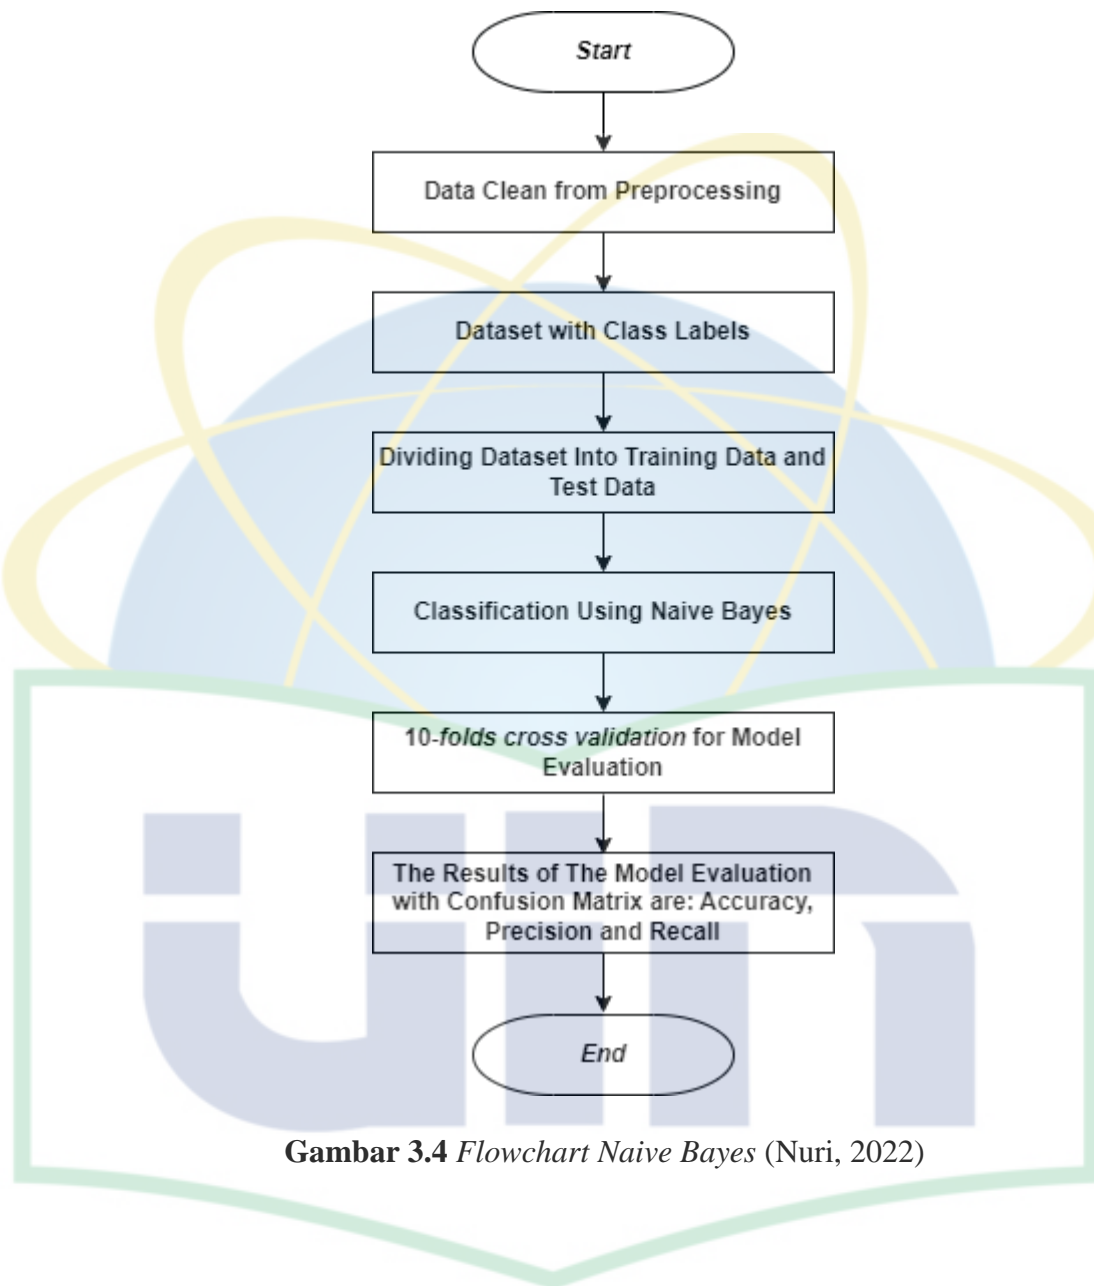 Start
Data Clean from Preprocessing
Dataset with Class Labels
Dividing Dataset Into Training Data and
Test Data
Classification Using Naive Bayes
10-folds cross validation for Model
Evaluation
The Results of The Model Evaluation
with Confusion Matrix are: Accuracy,
Precision and Recall
End
uin
Gambar 3.4 Flowchart Naive Bayes (Nuri, 2022)